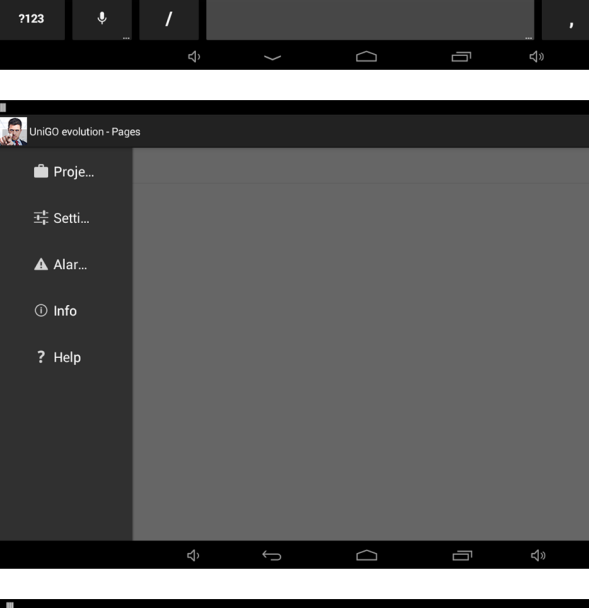 ?123
/
,
UniGO evolution - Pages
Proje...
Setti...
Alar...
Info
? Help